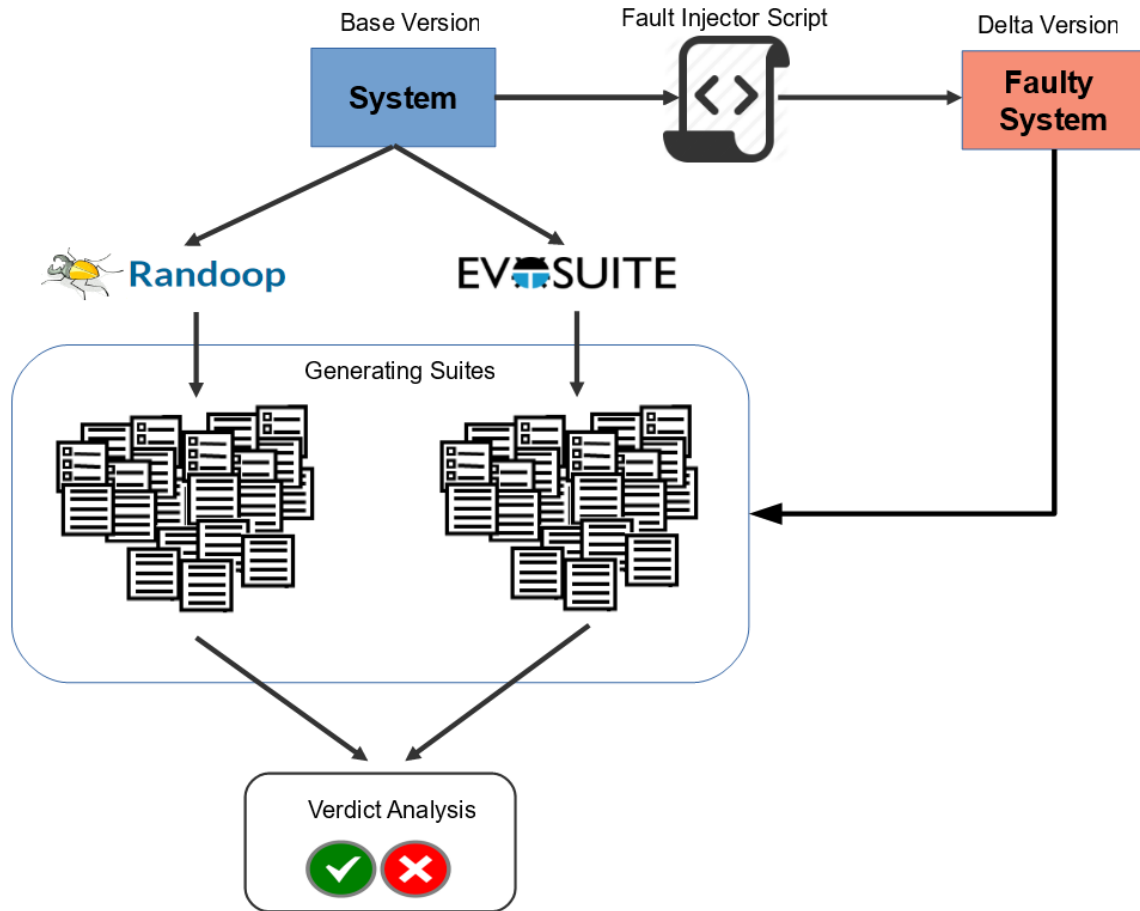 Base Version
Fault Injector Script
Delta Version
System
Faulty
System
Randoop
EVOSUITE
Generating Suites
Verdict Analysis